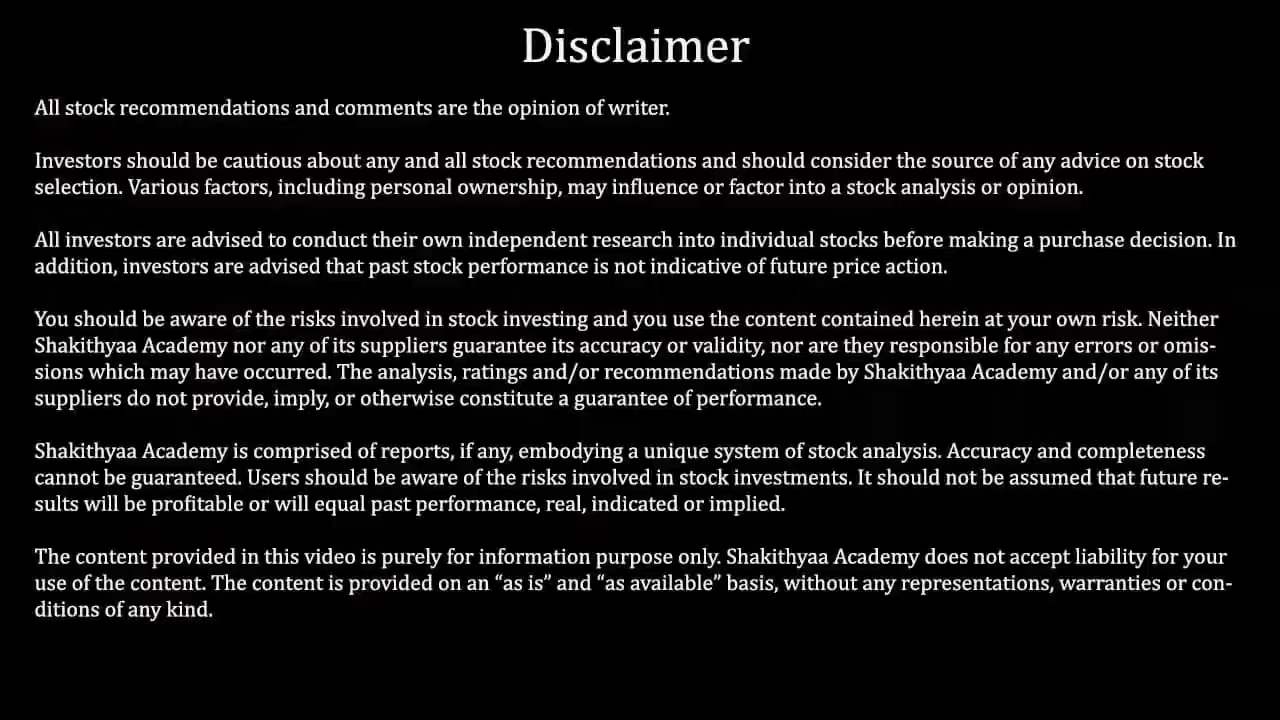 Disclaimer
All stock recommendations and comments are the opinion of writer.
Investors should be cautious about any and all stock recommendations and should consider the source of any advice on stock
selection. Various factors, including personal ownership, may influence or factor into a stock analysis or opinion.
All investors are advised to conduct their own independent research into individual stocks before making a purchase decision. In
addition, investors are advised that past stock performance is not indicative of future price action.
You should be aware of the risks involved in stock investing and you use the content contained herein at your own risk. Neither
Shakithyaa Academy nor any of its suppliers guarantee its accuracy or validity, nor are they responsible for any errors or omis-
sions which may have occurred. The analysis, ratings and/or recommendations made by Shakithyaa Academy and/or any of its
suppliers do not provide, imply, or otherwise constitute a guarantee of performance.
Shakithyaa Academy is comprised of reports, if any, embodying a unique system of stock analysis. Accuracy and completeness
cannot be guaranteed. Users should be aware of the risks involved in stock investments. It should not be assumed that future re-
sults will be profitable or will equal past performance, real, indicated or implied.
The content provided in this video is purely for information purpose only. Shakithyaa Academy does not accept liability for your
use of the content. The content is provided on an “as is” and “as available” basis, without any representations, warranties or con-
ditions of any kind.